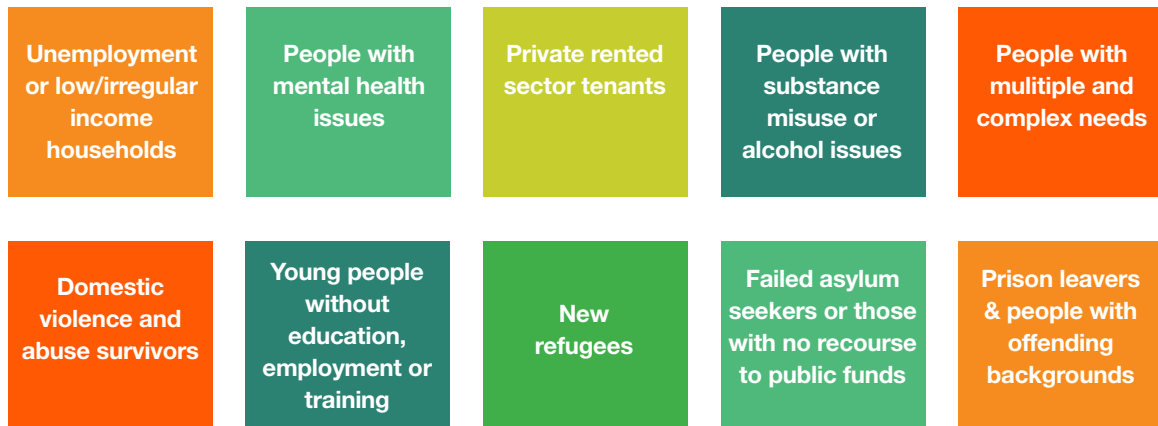 Unemployment
or low/irregular
income
households
People with
mental health
issues
Private rented
sector tenants
People with
substance
misuse or
alcohol issues
People with
mulitiple and
complex needs
Domestic
violence and
abuse survivors
Young people
without
education,
employment or
training
New
refugees
Failed asylum
seekers or those
with no recourse
to public funds
Prison leavers
& people with
offending
backgrounds